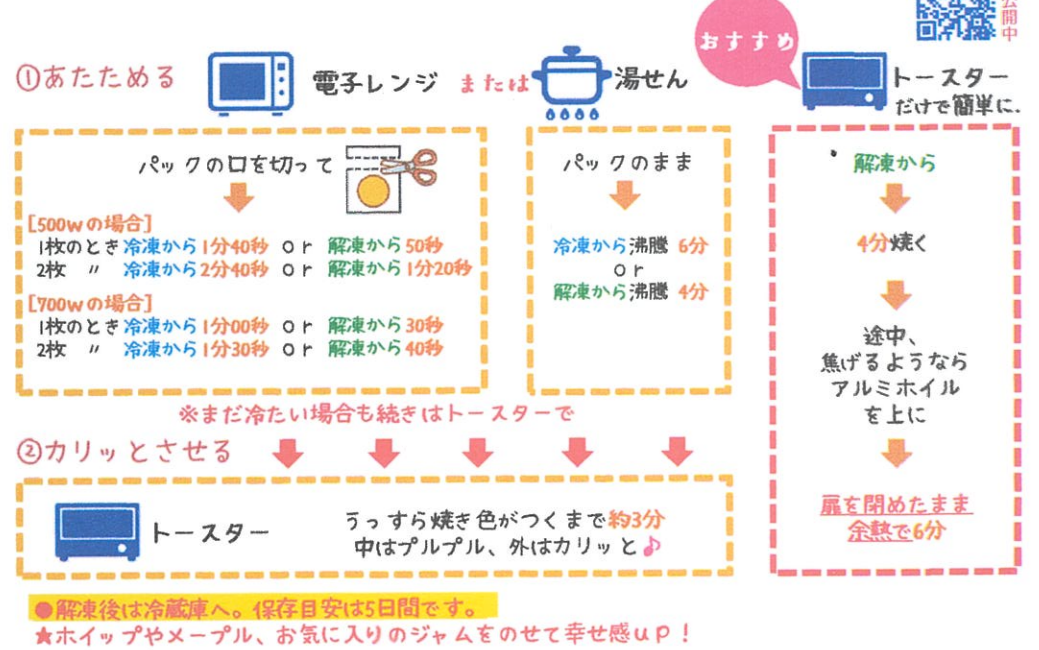 公開中
おすすめ
①あたためる
電子レンジ
または
湯せん
トースター
だけで簡単に.
パックの口を切って
[500wの場合]
1枚のとき 冷凍から1分40秒 or 解凍から50秒
2枚 〃 冷凍から2分40秒 or 解凍から1分20秒
[700wの場合]
1枚のとき 冷凍から1分00秒 or 解凍から30秒
2枚 〃 冷凍から1分30秒 or 解凍から40秒
パックのまま
冷凍から沸騰 6分
or
解凍から沸騰 4分
※まだ冷たい場合も続きはトースターで
②カリッとさせる
トースター
うっすら焼き色がつくまで約3分
中はプルプル、外はカリッと♪
解凍から
4分焼く
途中、
焦げるようなら
アルミホイル
を上に
扉を閉めたまま
余熱で6分
●解凍後は冷蔵庫へ。保存目安は5日間です。
★ホイップやメープル、お気に入りのジャムをのせて幸せ感uP!